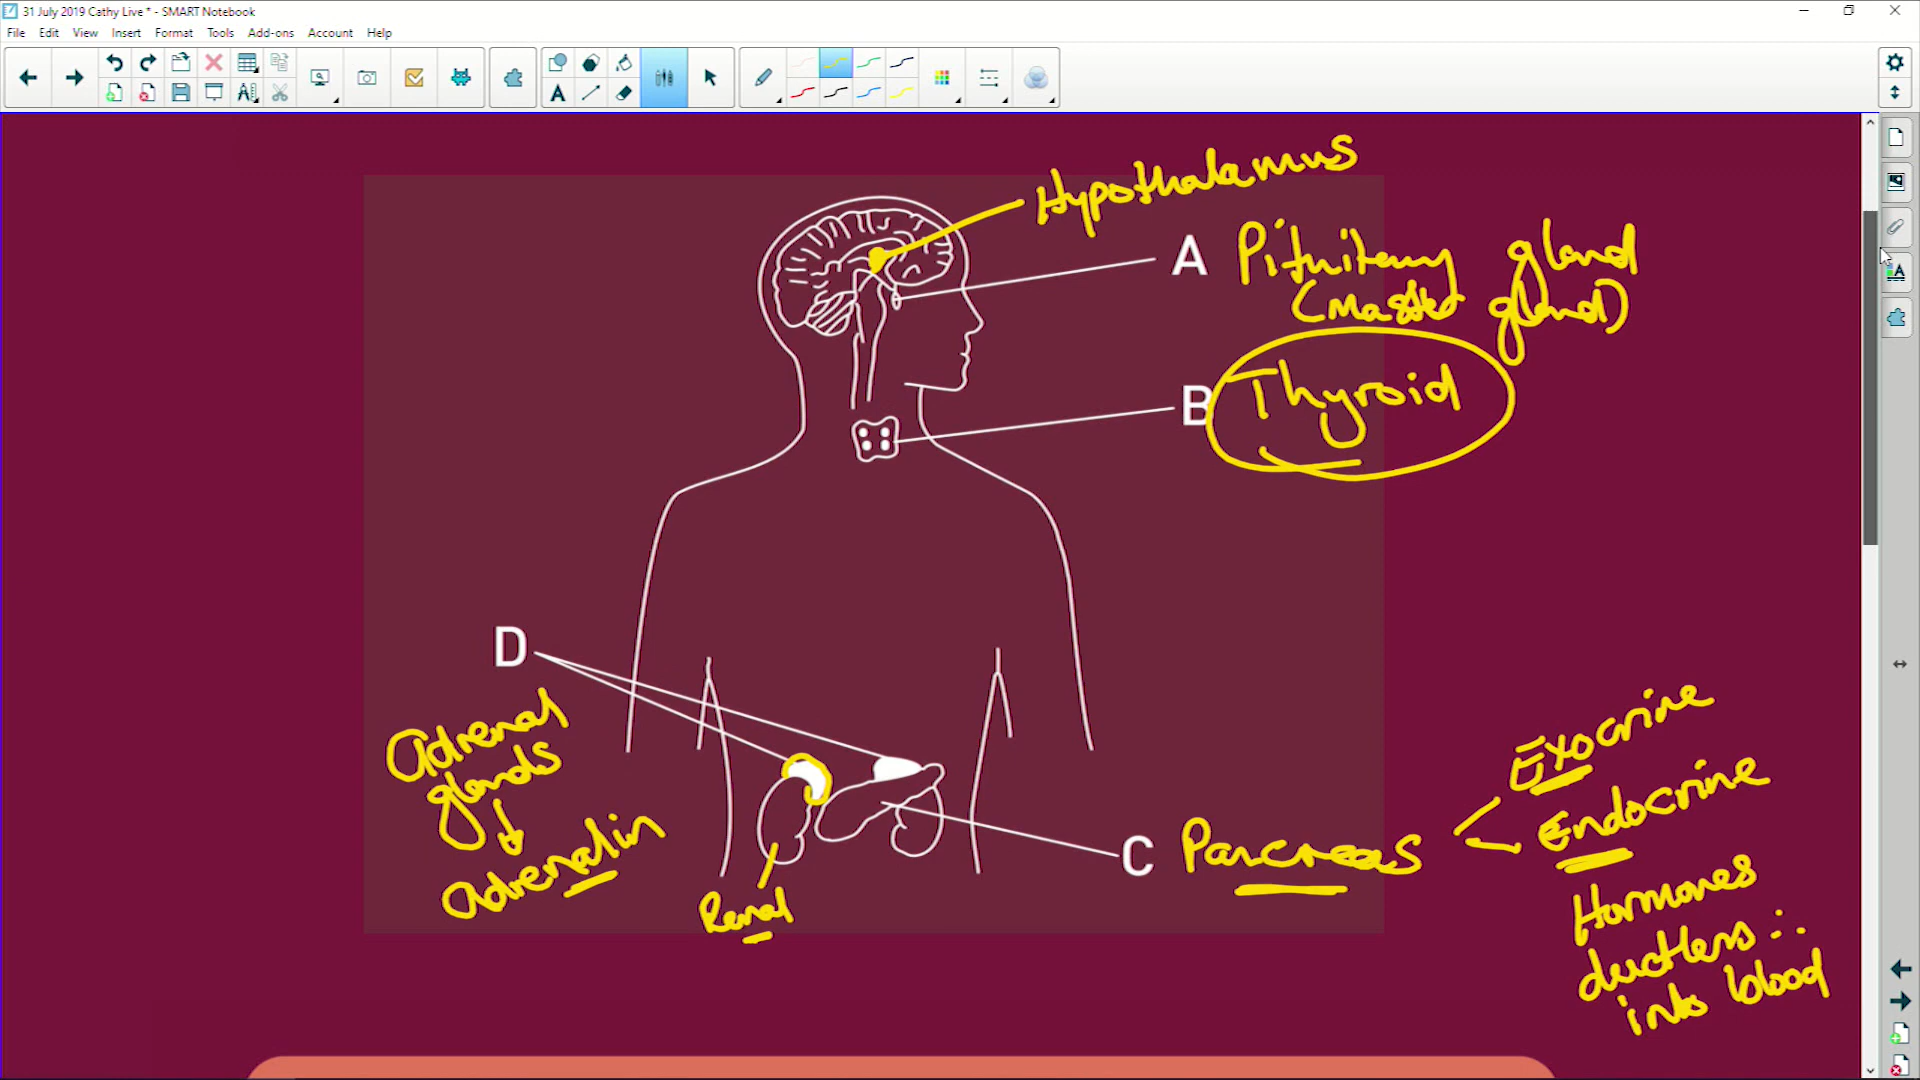 31 July 2019 Cathy Live * - SMART Notebook
File Edit View Insert Format Tools Add-ons Account Help
Hypothalamus
A Pituitary gland
(Master gland)
B Thyroid
D
Adrenal
glands
↓
Adrenalin
Renal
C Pancreas <
Exocrine
Endocrine
Hormones
ductless ∴
into blood